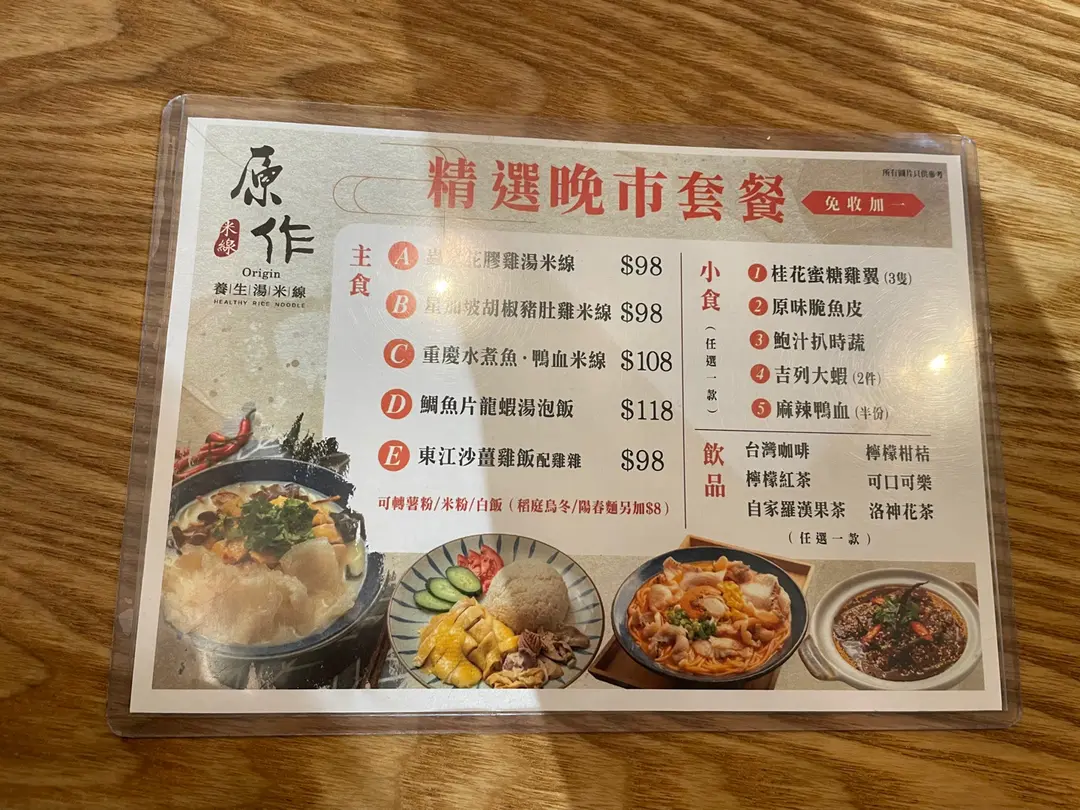 原作
米線
Origin
養生湯米線
HEALTHY RICE NOODLE
精選晚市套餐
免收加一
所有圖片只供參考
主食
A 花膠雞湯米線 $98
B 星加坡胡椒豬肚雞米線 $98
C 重慶水煮魚·鴨血米線 $108
D 鯛魚片龍蝦湯泡飯 $118
E 東江沙薑雞飯配雞雜 $98
可轉薯粉/米粉/白飯（稻庭烏冬/陽春麵另加$8）
小食
（任選一款）
1 桂花蜜糖雞翼(3隻)
2 原味脆魚皮
3 鮑汁扒時蔬
4 吉列大蝦(2件)
5 麻辣鴨血(半份)
飲品
台灣咖啡 檸檬柑桔
檸檬紅茶 可口可樂
自家羅漢果茶 洛神花茶
（任選一款）